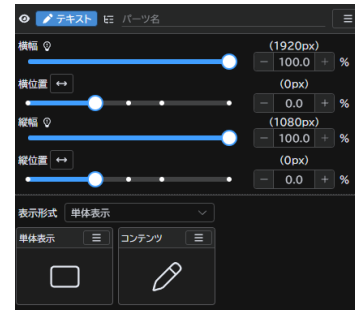 テキスト パーツ名
横幅 (1920px)
100.0 %
横位置 (0px)
0.0 %
縦幅 (1080px)
100.0 %
縦位置 (0px)
0.0 %
表示形式 単体表示
単体表示 コンテンツ